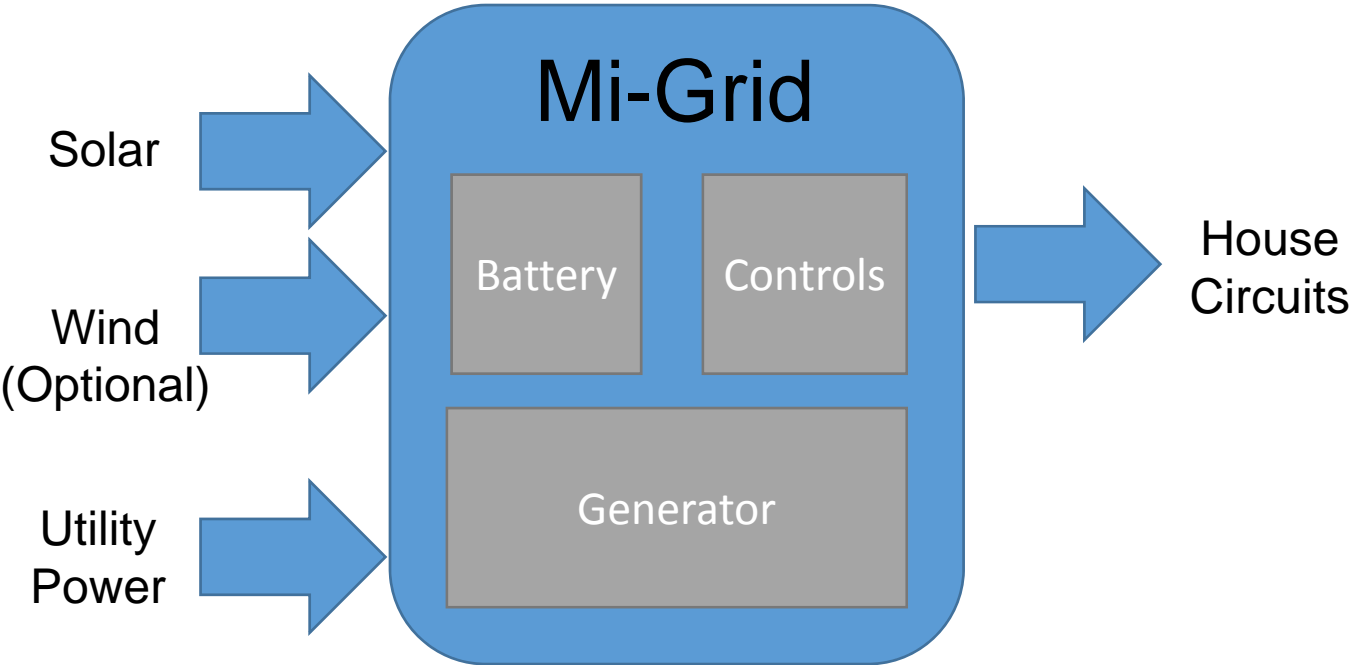 Mi-Grid
Solar
Wind
(Optional)
Utility
Power
Battery
Controls
Generator
House
Circuits